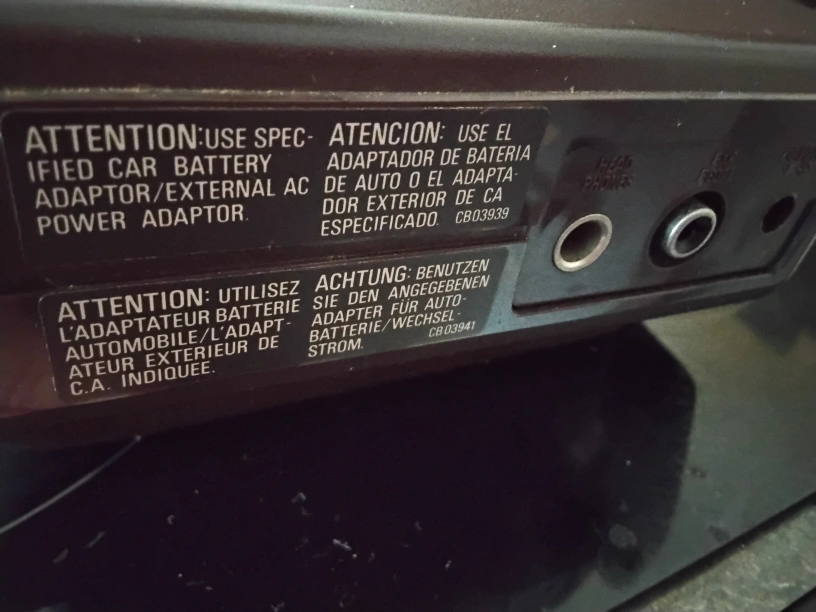 ATTENTION: USE SPEC-
IFIED CAR BATTERY
ADAPTOR/EXTERNAL AC
POWER ADAPTOR.
ATENCION: USE EL
ADAPTADOR DE BATERIA
DE AUTO O EL ADAPTA-
DOR EXTERIOR DE CA
ESPECIFICADO. CB03939
ATTENTION: UTILISEZ
L'ADAPTATEUR BATTERIE
AUTOMOBILE/L'ADAPT-
ATEUR EXTERIEUR DE
C.A. INDIQUEE.
ACHTUNG: BENUTZEN
SIE DEN ANGEGEBENEN
ADAPTER FÜR AUTO-
BATTERIE/WECHSEL-
STROM. CB03941
HEAD
PHONES